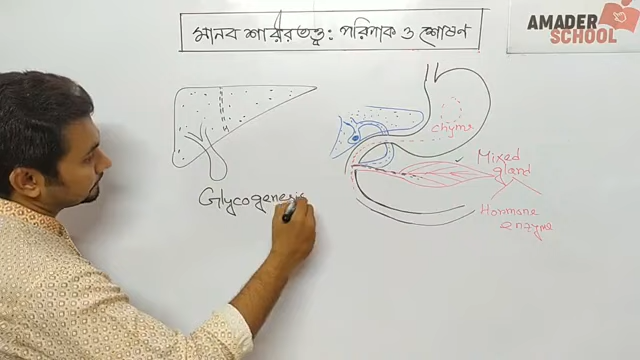 মানব শারীরতত্ত্ব: পরিপাক ও শোষণ
AMADER
SCHOOL
chyme
Mixed
gland
Glycogenesis
Hormone
enzyme